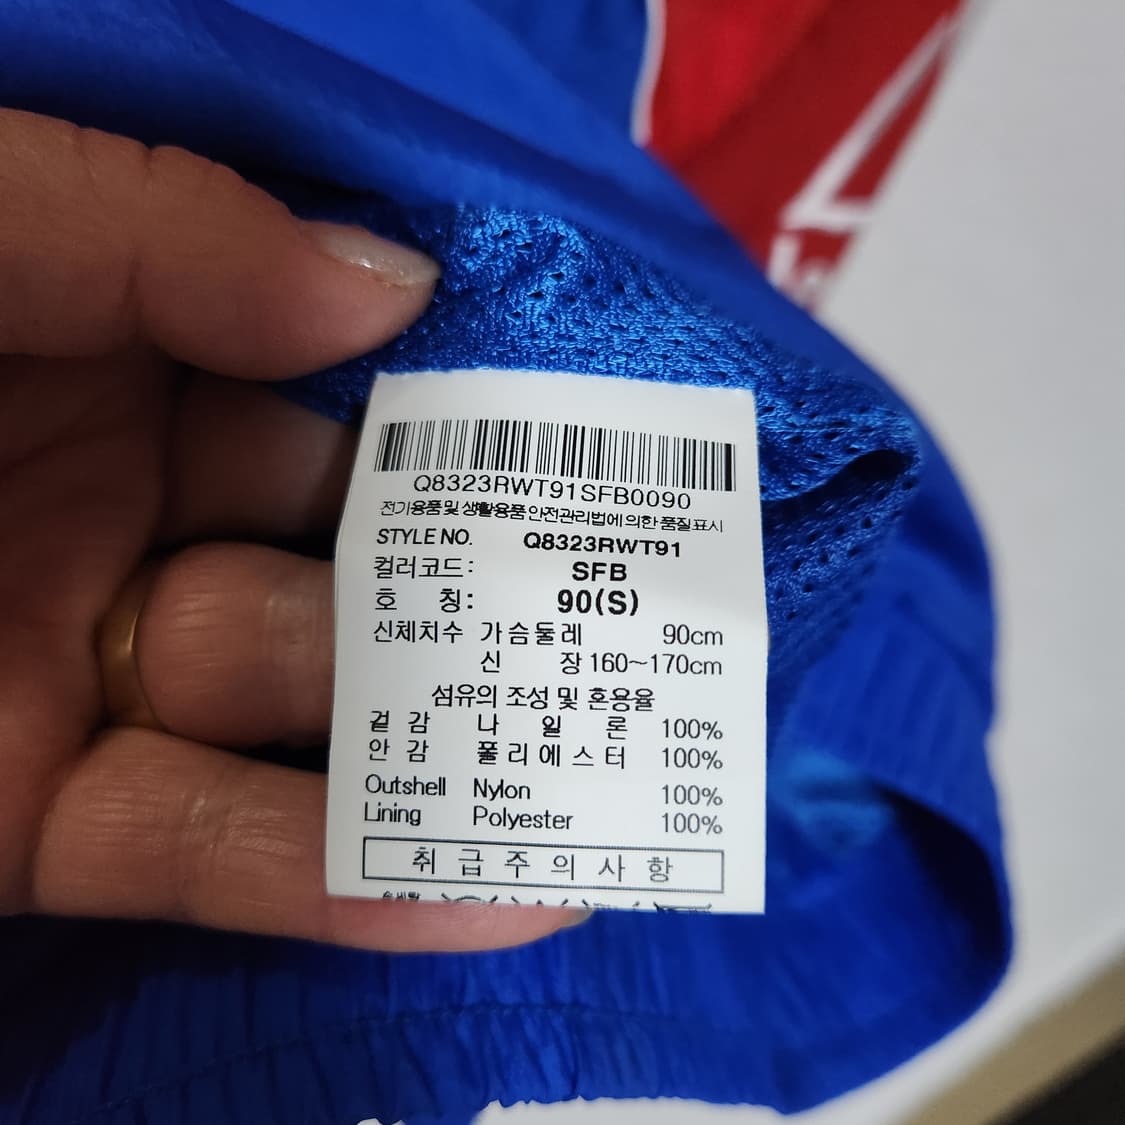 Q8323RWT91SFB0090
전기용품 및 생활용품 안전관리법에 의한 품질표시
STYLE NO. Q8323RWT91
컬러코드: SFB
호 칭: 90(S)
신체치수 가슴둘레 90cm
신 장 160~170cm
섬유의 조성 및 혼용율
겉 감 나 일 론 100%
안 감 폴리에스터 100%
Outshell Nylon 100%
Lining Polyester 100%
취 급 주 의 사 항